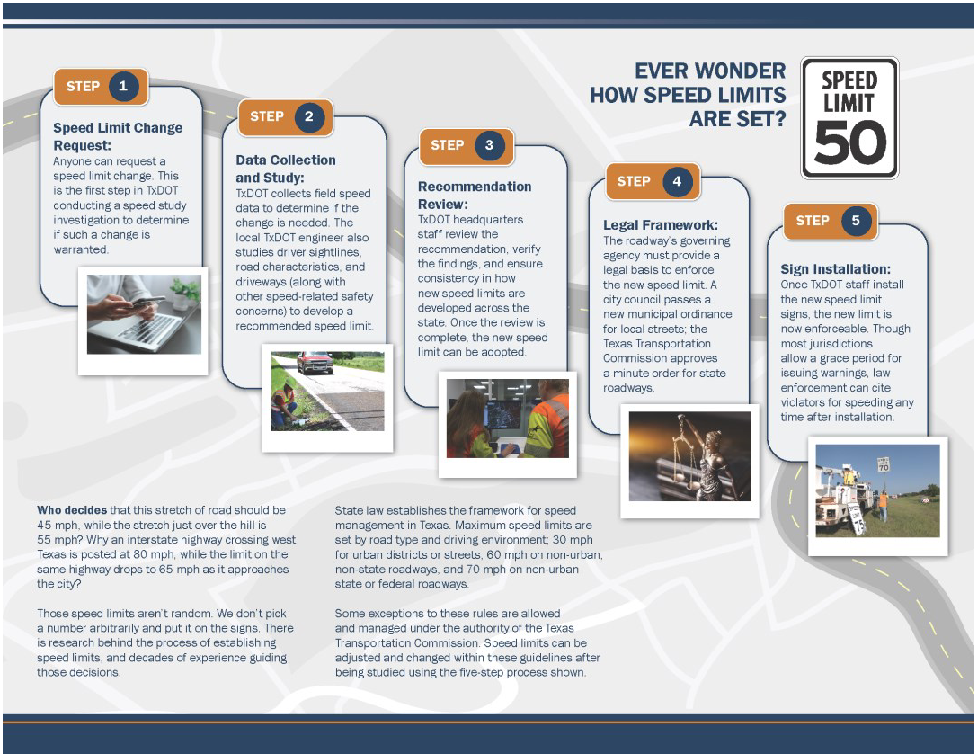 EVER WONDER
HOW SPEED LIMITS
ARE SET?
SPEED
LIMIT
50
STEP 1
Speed Limit Change
Request:
Anyone can request a
speed limit change. This
is the first step in TxDOT
conducting a speed study
investigation to determine
if such a change is
warranted.
STEP 2
Data Collection
and Study:
TxDOT collects field speed
data to determine if the
change is needed. The
local TxDOT engineer also
studies driver sightlines,
road characteristics, and
driveways (along with
other speed-related safety
concerns) to develop a
recommended speed limit.
STEP 3
Recommendation
Review:
TxDOT headquarters
staff review the
recommendation, verify
the findings, and ensure
consistency in how
new speed limits are
developed across the
state. Once the review is
complete, the new speed
limit can be adopted.
STEP 4
Legal Framework:
The roadway's governing
agency must provide a
legal basis to enforce
the new speed limit. A
city council passes a
new municipal ordinance
for local streets; the
Texas Transportation
Commission approves
a minute order for state
roadways.
STEP 5
Sign Installation:
Once TxDOT staff install
the new speed limit
signs, the new limit is
now enforceable. Though
most jurisdictions
allow a grace period for
issuing warnings, law
enforcement can cite
violators for speeding any
time after installation.
70
Who decides that this stretch of road should be
45 mph, while the stretch just over the hill is
55 mph? Why an interstate highway crossing west
Texas is posted at 80 mph, while the limit on the
same highway drops to 65 mph as it approaches
the city?
Those speed limits aren't random. We don't pick
a number arbitrarily and put it on the signs. There
is research behind the process of establishing
speed limits, and decades of experience guiding
those decisions.
State law establishes the framework for speed
management in Texas. Maximum speed limits are
set by road type and driving environment: 30 mph
for urban districts or streets, 60 mph on non-urban,
non-state roadways, and 70 mph on non-urban
state or federal roadways.
Some exceptions to these rules are allowed
and managed under the authority of the Texas
Transportation Commission. Speed limits can be
adjusted and changed within these guidelines after
being studied using the five-step process shown.